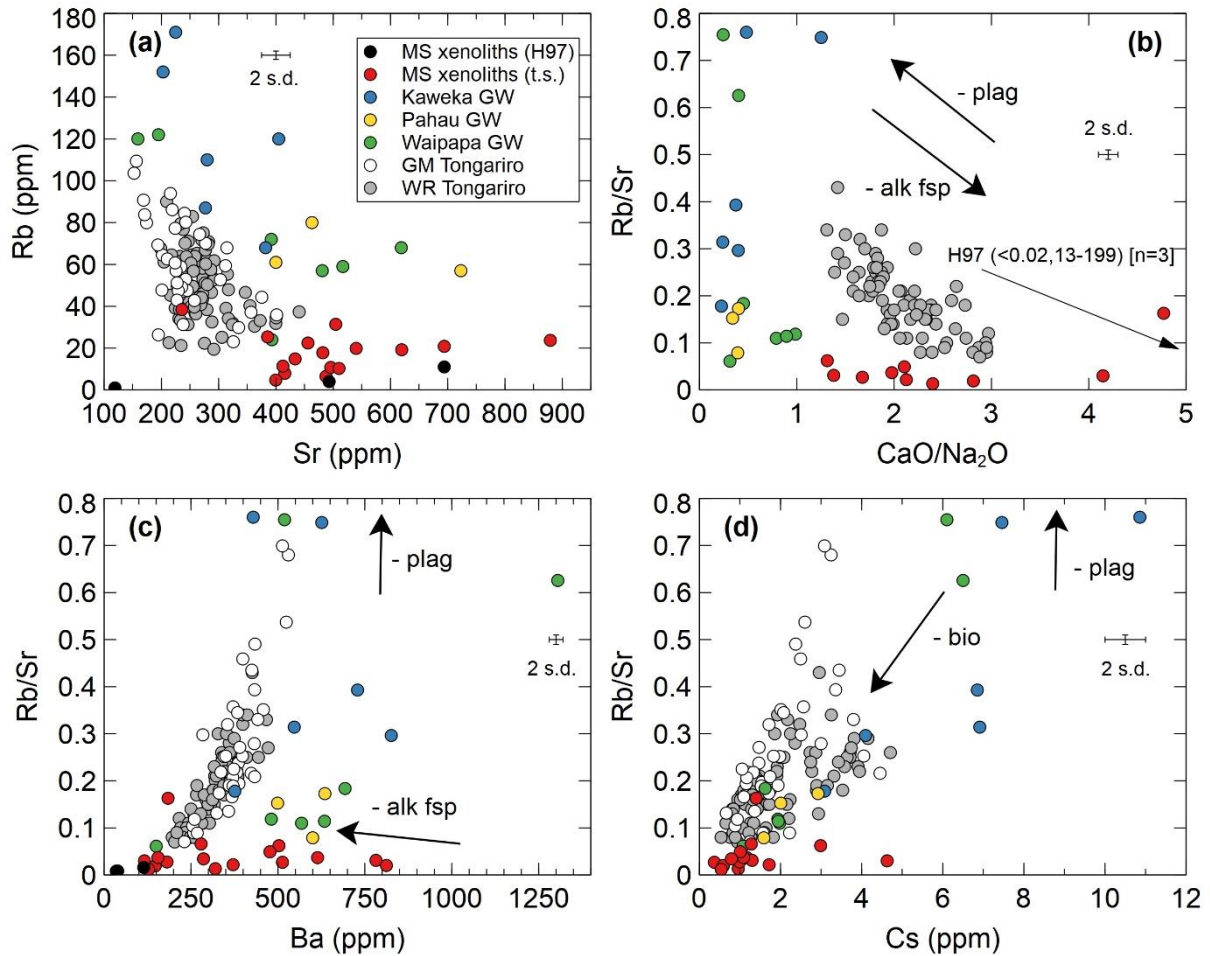 (a)
180
160
140
120
100
80
60
40
20
0
Rb (ppm)
2 s.d.
MS xenoliths (H97)
MS xenoliths (t.s.)
Kaweka GW
Pahau GW
Waipapa GW
GM Tongariro
WR Tongariro
100 200 300 400 500 600 700 800 900
Sr (ppm)
(b)
0.8
0.7
0.6
0.5
0.4
0.3
0.2
0.1
0
Rb/Sr
- plag
- alk fsp
2 s.d.
H97 (<0.02,13-199) [n=3]
0 1 2 3 4 5
CaO/Na₂O
(c)
0.8
0.7
0.6
0.5
0.4
0.3
0.2
0.1
0
Rb/Sr
- plag
2 s.d.
- alk fsp
250 500 750 1000 1250
Ba (ppm)
(d)
0.8
0.7
0.6
0.5
0.4
0.3
0.2
0.1
0
Rb/Sr
- plag
- bio
2 s.d.
0 2 4 6 8 10 12
Cs (ppm)